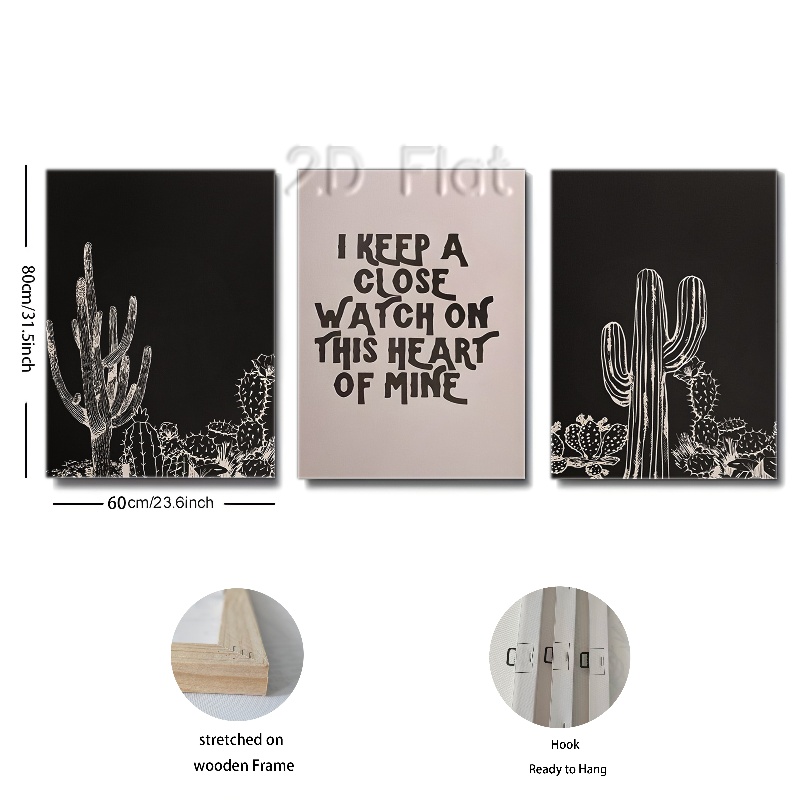 2D Flat
I KEEP A
CLOSE
WATCH ON
THIS HEART
OF MINE
80cm/31.5inch
60cm/23.6inch
stretched on
wooden Frame
Hook
Ready to Hang